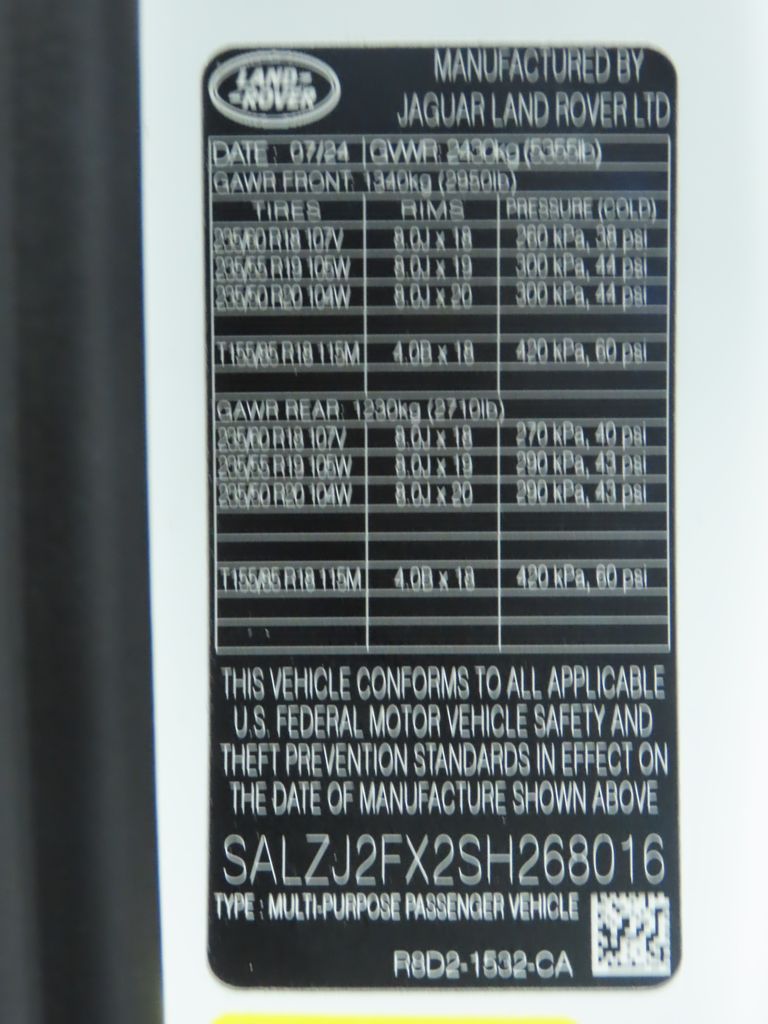 LAND ROVER
MANUFACTURED BY
JAGUAR LAND ROVER LTD
DATE : 07/24 GVWR: 2430kg (5355lb)
GAWR FRONT: 1340kg (2950lb)
TIRES RIMS PRESSURE (COLD)
235/60 R18 107V 8.0J x 18 260 kPa, 38 psi
235/55 R19 105W 8.0J x 19 300 kPa, 44 psi
235/50 R20 104W 8.0J x 20 300 kPa, 44 psi
T155/85 R18 115M 4.0B x 18 420 kPa, 60 psi
GAWR REAR: 1230kg (2710lb)
235/60 R18 107V 8.0J x 18 270 kPa, 40 psi
235/55 R19 105W 8.0J x 19 290 kPa, 43 psi
235/50 R20 104W 8.0J x 20 290 kPa, 43 psi
T155/85 R18 115M 4.0B x 18 420 kPa, 60 psi
THIS VEHICLE CONFORMS TO ALL APPLICABLE
U.S. FEDERAL MOTOR VEHICLE SAFETY AND
THEFT PREVENTION STANDARDS IN EFFECT ON
THE DATE OF MANUFACTURE SHOWN ABOVE
SALZJ2FX2SH268016
TYPE : MULTI-PURPOSE PASSENGER VEHICLE
R8D2-1532-CA